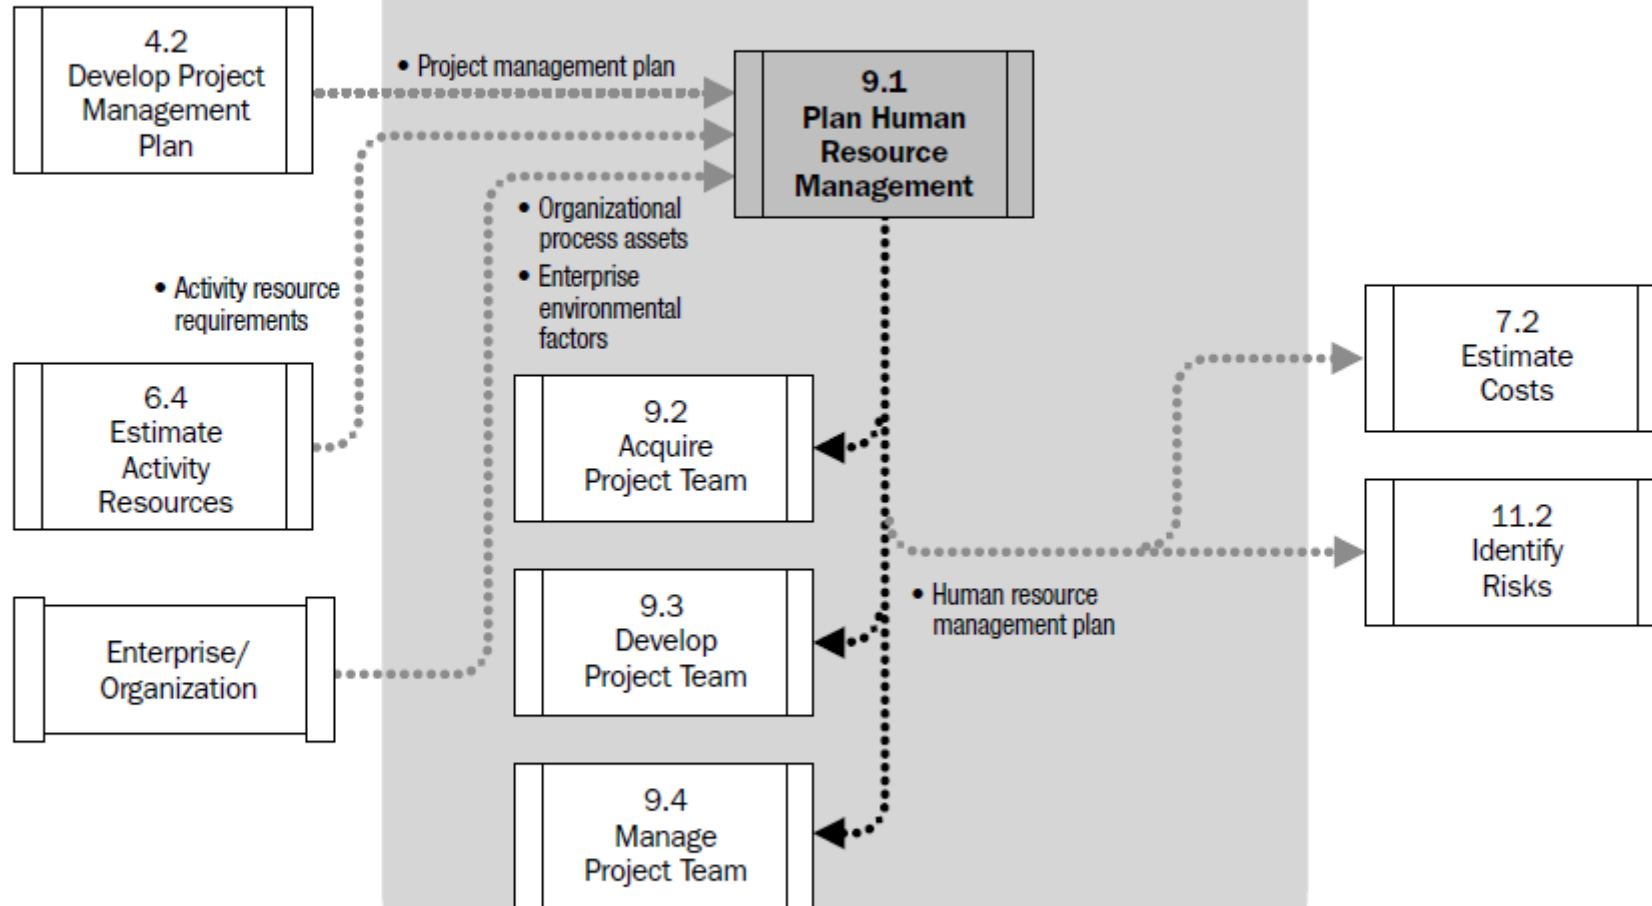 4.2
Develop Project
Management
Plan
• Project management plan
9.1
Plan Human
Resource
Management
• Organizational
process assets
• Enterprise
environmental
factors
• Activity resource
requirements
6.4
Estimate
Activity
Resources
9.2
Acquire
Project Team
7.2
Estimate
Costs
11.2
Identify
Risks
9.3
Develop
Project Team
• Human resource
management plan
Enterprise/
Organization
9.4
Manage
Project Team